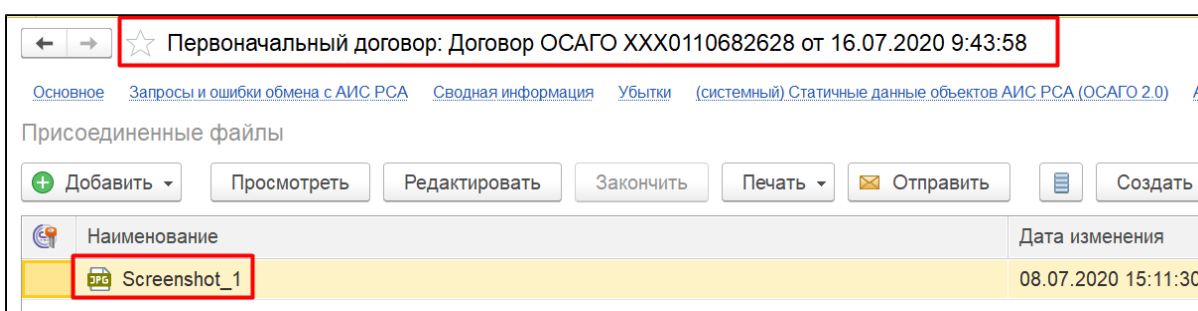 Первоначальный договор: Договор ОСАГО XXX0110682628 от 16.07.2020 9:43:58
Основное Запросы и ошибки обмена с АИС РСА Сводная информация Убытки (системный) Статичные данные объектов АИС РСА (ОСАГО 2.0)
Присоединенные файлы
Добавить Просмотреть Редактировать Закончить Печать Отправить Создать
Наименование Дата изменения
JPG Screenshot_1 08.07.2020 15:11:30